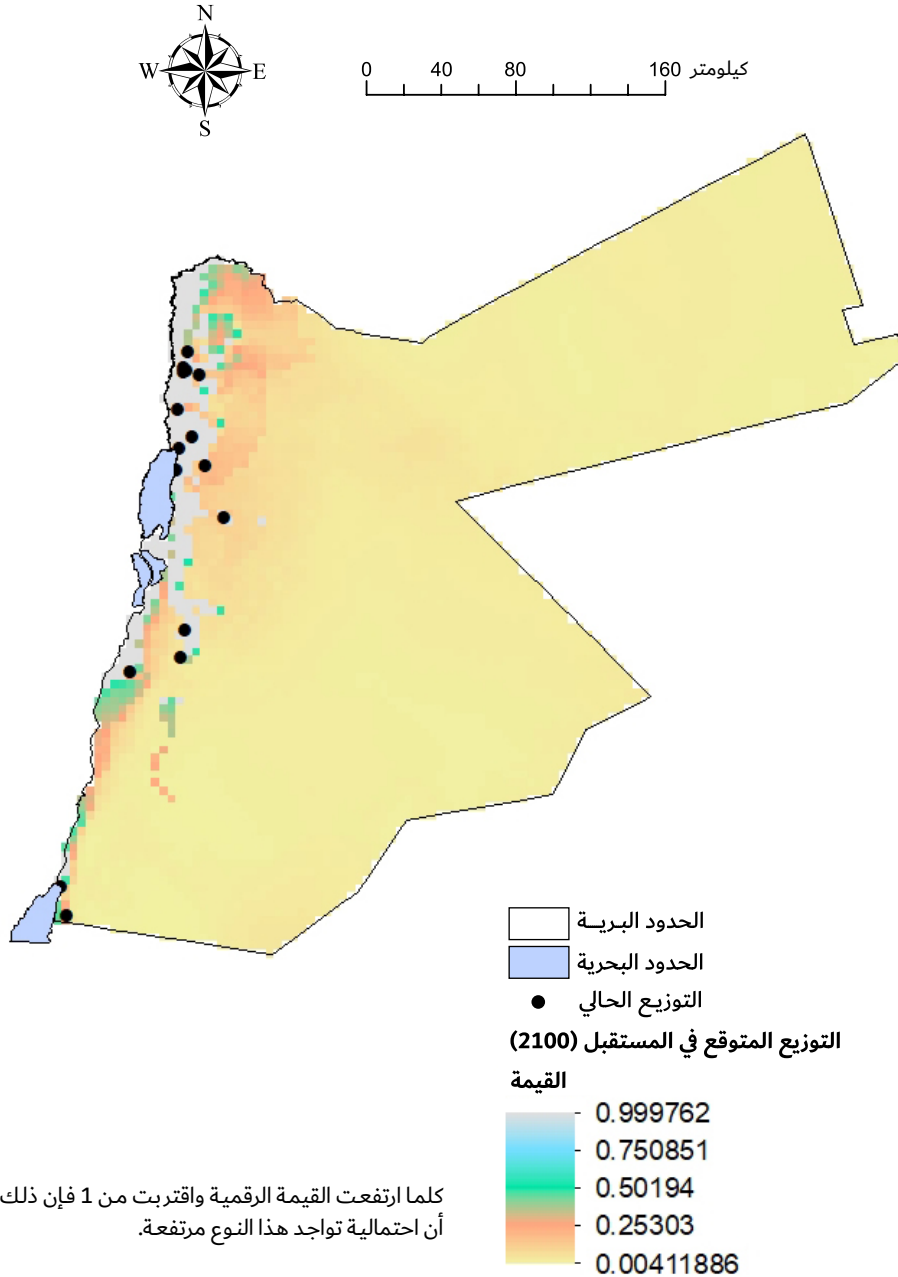 N
W E
S
0 40 80 160 كيلومتر
الحدود البريــة
الحدود البحرية
التوزيع الحالي
التوزيع المتوقع في المستقبل (2100)
القيمة
0.999762
0.750851
0.50194
0.25303
0.00411886
كلما ارتفعت القيمة الرقمية واقتربت من 1 فإن ذلك
أن احتمالية تواجد هذا النوع مرتفعة.